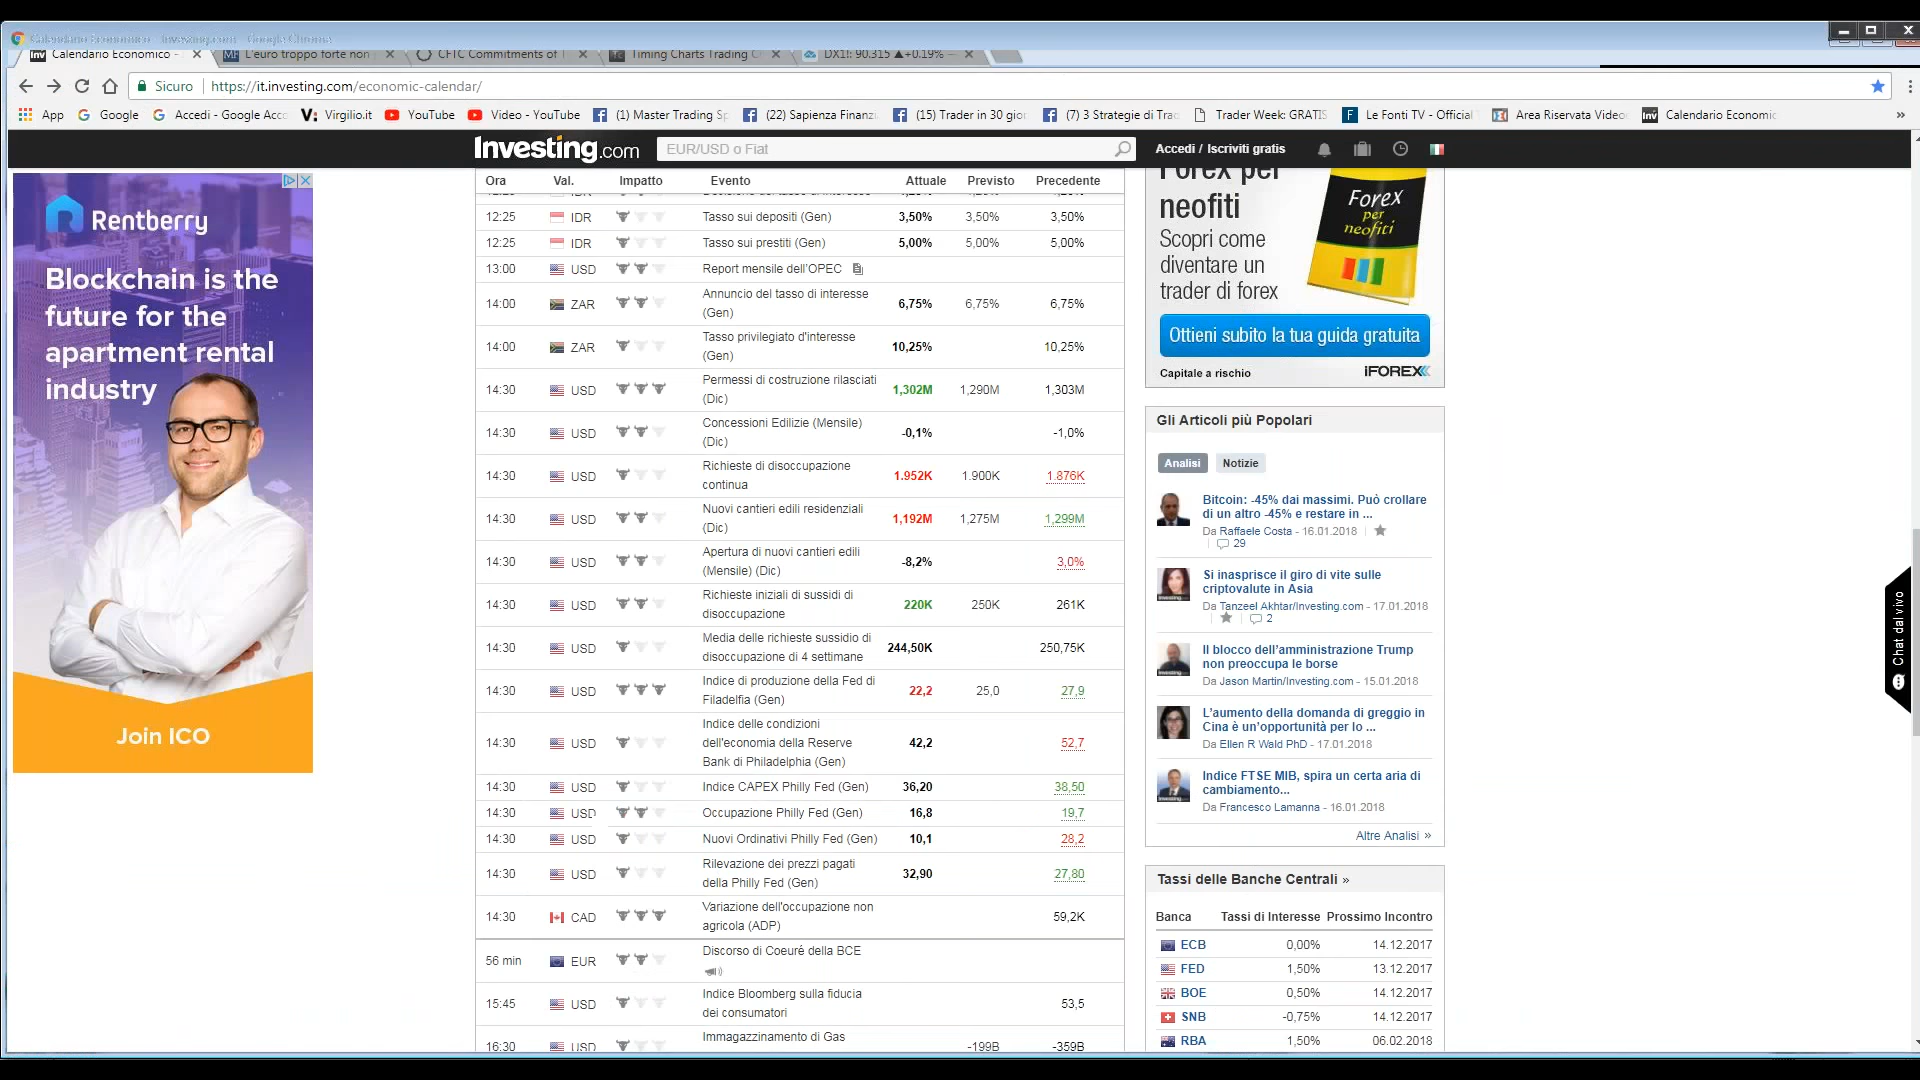 Calendario Economico - Investing.com - Google Chrome
Calendario Economico -
L'euro troppo forte non
CFTC Commitments of T
Timing Charts Trading C
DX1!: 90.315 ▲+0.19% —
Sicuro
https://it.investing.com/economic-calendar/
App
Google
Accedi - Google Acco
Virgilio.it
YouTube
Video - YouTube
(1) Master Trading Sp
(22) Sapienza Finanzi
(15) Trader in 30 gior
(7) 3 Strategie di Trad
Trader Week: GRATIS
Le Fonti TV - Official
Area Riservata Video
Calendario Economic
»
Investing.com
EUR/USD o Fiat
Accedi / Iscriviti gratis
Rentberry
Blockchain is the
future for the
apartment rental
industry
Join ICO
Ora Val. Impatto Evento Attuale Previsto Precedente
12:25 IDR Tasso sui depositi (Gen) 3,50% 3,50% 3,50%
12:25 IDR Tasso sui prestiti (Gen) 5,00% 5,00% 5,00%
13:00 USD Report mensile dell'OPEC
14:00 ZAR Annuncio del tasso di interesse 6,75% 6,75% 6,75%
(Gen)
14:00 ZAR Tasso privilegiato d'interesse 10,25% 10,25%
(Gen)
14:30 USD Permessi di costruzione rilasciati 1,302M 1,290M 1,303M
(Dic)
14:30 USD Concessioni Edilizie (Mensile) -0,1% -1,0%
(Dic)
14:30 USD Richieste di disoccupazione 1.952K 1.900K 1.876K
continua
14:30 USD Nuovi cantieri edili residenziali 1,192M 1,275M 1,299M
(Dic)
14:30 USD Apertura di nuovi cantieri edili -8,2% 3,0%
(Mensile) (Dic)
14:30 USD Richieste iniziali di sussidi di 220K 250K 261K
disoccupazione
14:30 USD Media delle richieste sussidio di 244,50K 250,75K
disoccupazione di 4 settimane
14:30 USD Indice di produzione della Fed di 22,2 25,0 27,9
Filadelfia (Gen)
14:30 USD Indice delle condizioni 42,2 52,7
dell'economia della Reserve
Bank di Philadelphia (Gen)
14:30 USD Indice CAPEX Philly Fed (Gen) 36,20 38,50
14:30 USD Occupazione Philly Fed (Gen) 16,8 19,7
14:30 USD Nuovi Ordinativi Philly Fed (Gen) 10,1 28,2
14:30 USD Rilevazione dei prezzi pagati 32,90 27,80
della Philly Fed (Gen)
14:30 CAD Variazione dell'occupazione non 59,2K
agricola (ADP)
56 min EUR Discorso di Coeuré della BCE
15:45 USD Indice Bloomberg sulla fiducia 53,5
dei consumatori
16:30 USD Immagazzinamento di Gas -199B -359B
Forex per
neofiti
Scopri come
diventare un
trader di forex
Forex
per
neofiti
Ottieni subito la tua guida gratuita
Capitale a rischio
iFOREX
Gli Articoli più Popolari
Analisi Notizie
Bitcoin: -45% dai massimi. Può crollare
di un altro -45% e restare in ...
Da Raffaele Costa - 16.01.2018
29
Si inasprisce il giro di vite sulle
criptovalute in Asia
Da Tanzeel Akhtar/Investing.com - 17.01.2018
2
Il blocco dell'amministrazione Trump
non preoccupa le borse
Da Jason Martin/Investing.com - 15.01.2018
L'aumento della domanda di greggio in
Cina è un'opportunità per lo ...
Da Ellen R Wald PhD - 17.01.2018
Indice FTSE MIB, spira un certa aria di
cambiamento...
Da Francesco Lamanna - 16.01.2018
Altre Analisi »
Tassi delle Banche Centrali »
Banca Tassi di Interesse Prossimo Incontro
ECB 0,00% 14.12.2017
FED 1,50% 13.12.2017
BOE 0,50% 14.12.2017
SNB -0,75% 14.12.2017
RBA 1,50% 06.02.2018
Chat dal vivo